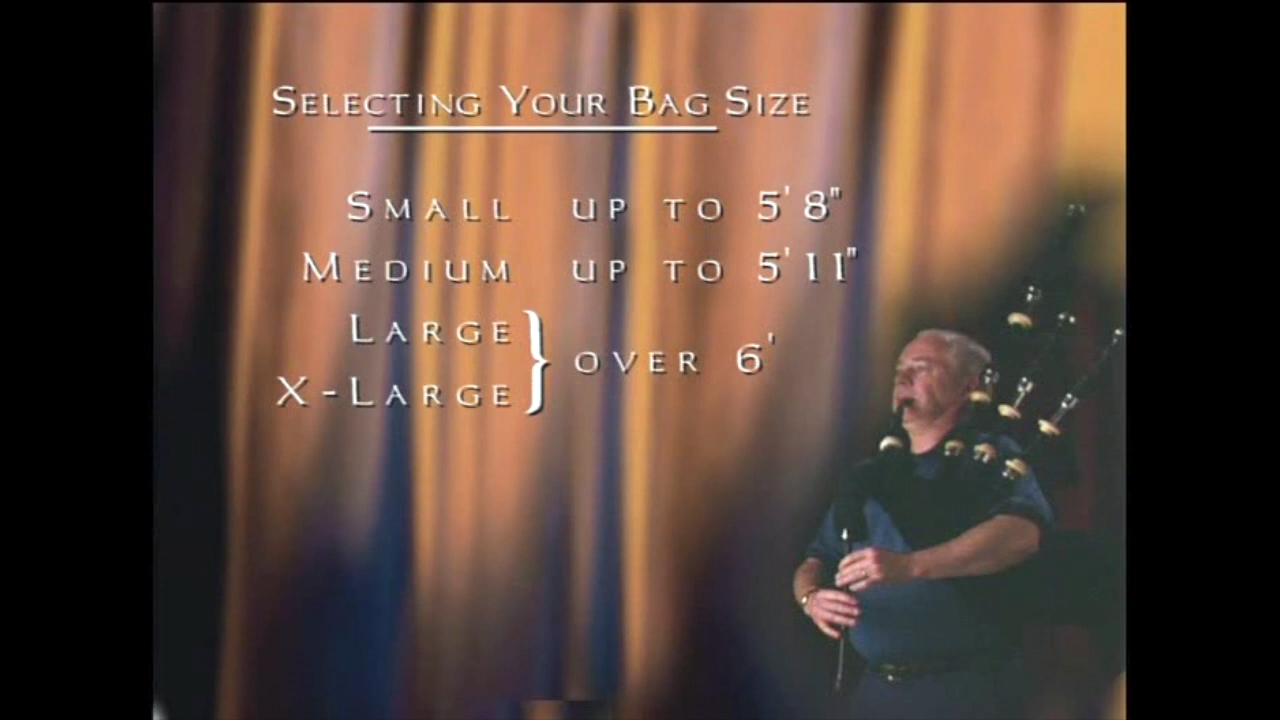 Selecting Your Bag Size
Small up to 5'8"
Medium up to 5'11"
Large
X-Large } over 6'